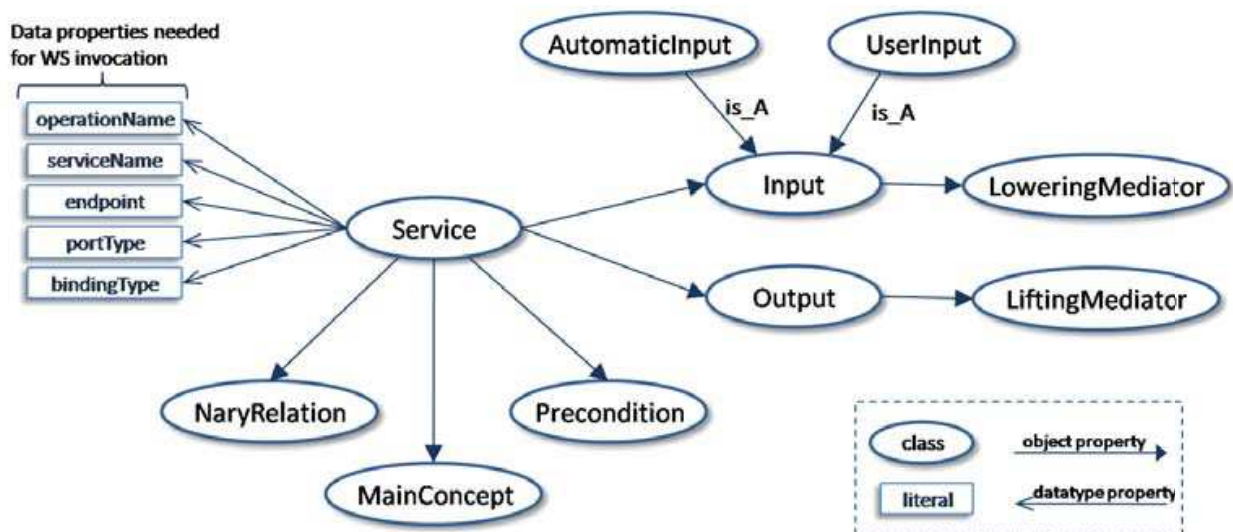 Data properties needed
for WS invocation
operationName
serviceName
endpoint
portType
bindingType
AutomaticInput
UserInput
is_A
is_A
Input
LoweringMediator
Service
Output
LiftingMediator
NaryRelation
Precondition
MainConcept
class
object property
literal
datatype property